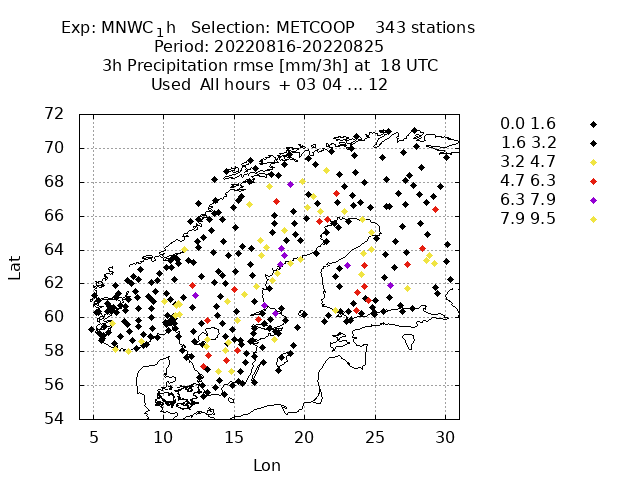 Exp: MNWC1h Selection: METCOOP 343 stations
Period: 20220816-20220825
3h Precipitation rmse [mm/3h] at 18 UTC
Used All hours + 03 04 ... 12
72
70
68
66
64
62
60
58
56
54
Lat
5 10 15 20 25 30
Lon
0.0 1.6
1.6 3.2
3.2 4.7
4.7 6.3
6.3 7.9
7.9 9.5